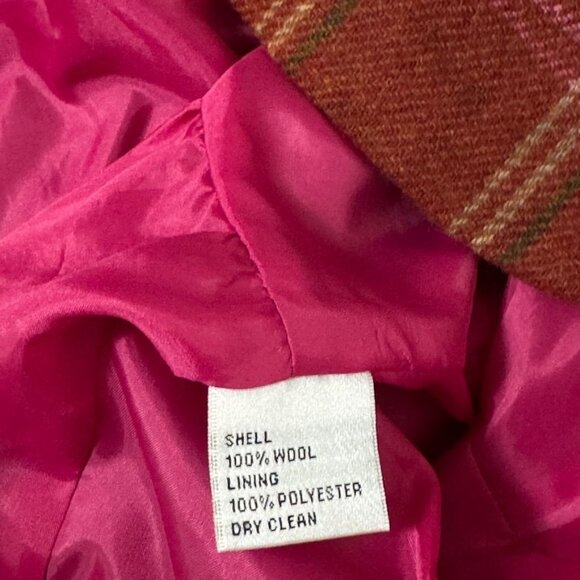 SHELL
100% WOOL
LINING
100% POLYESTER
DRY CLEAN